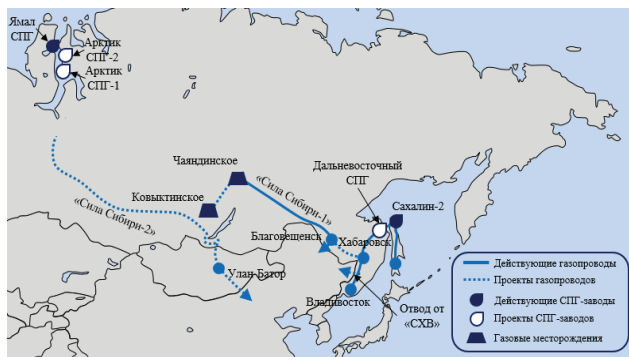 Ямал
СПГ
Арктик
СПГ-2
Арктик
СПГ-1
Чаяндинское
Дальневосточный
СПГ
Ковыктинское
«Сила Сибири-1»
Сахалин-2
«Сила Сибири-2»
Благовещенск
Хабаровск
Улан-Батор
Владивосток
Отвод от
«СХВ»
Действующие газопроводы
Проекты газопроводов
Действующие СПГ-заводы
Проекты СПГ-заводов
Газовые месторождения